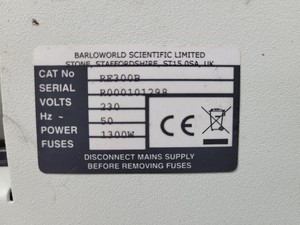 BARLOWORLD SCIENTIFIC LIMITED
STONE, STAFFORDSHIRE, ST15 0SA, UK
CAT No RE300B
SERIAL R000101298
VOLTS 230
Hz ~ 50
POWER 1300W
FUSES
CE
DISCONNECT MAINS SUPPLY
BEFORE REMOVING FUSES